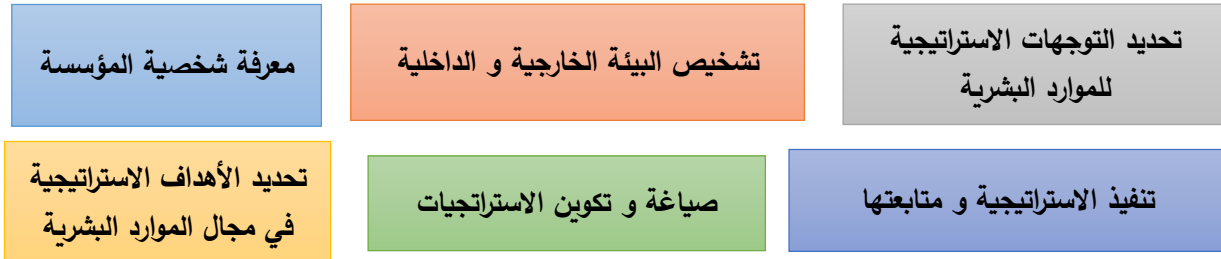 تحديد التوجهات الاستراتيجية
للموارد البشرية
تشخيص البيئة الخارجية و الداخلية
معرفة شخصية المؤسسة
تنفيذ الاستراتيجية و متابعتها
صياغة و تكوين الاستراتجيات
تحديد الأهداف الاستراتيجية
في مجال الموارد البشرية